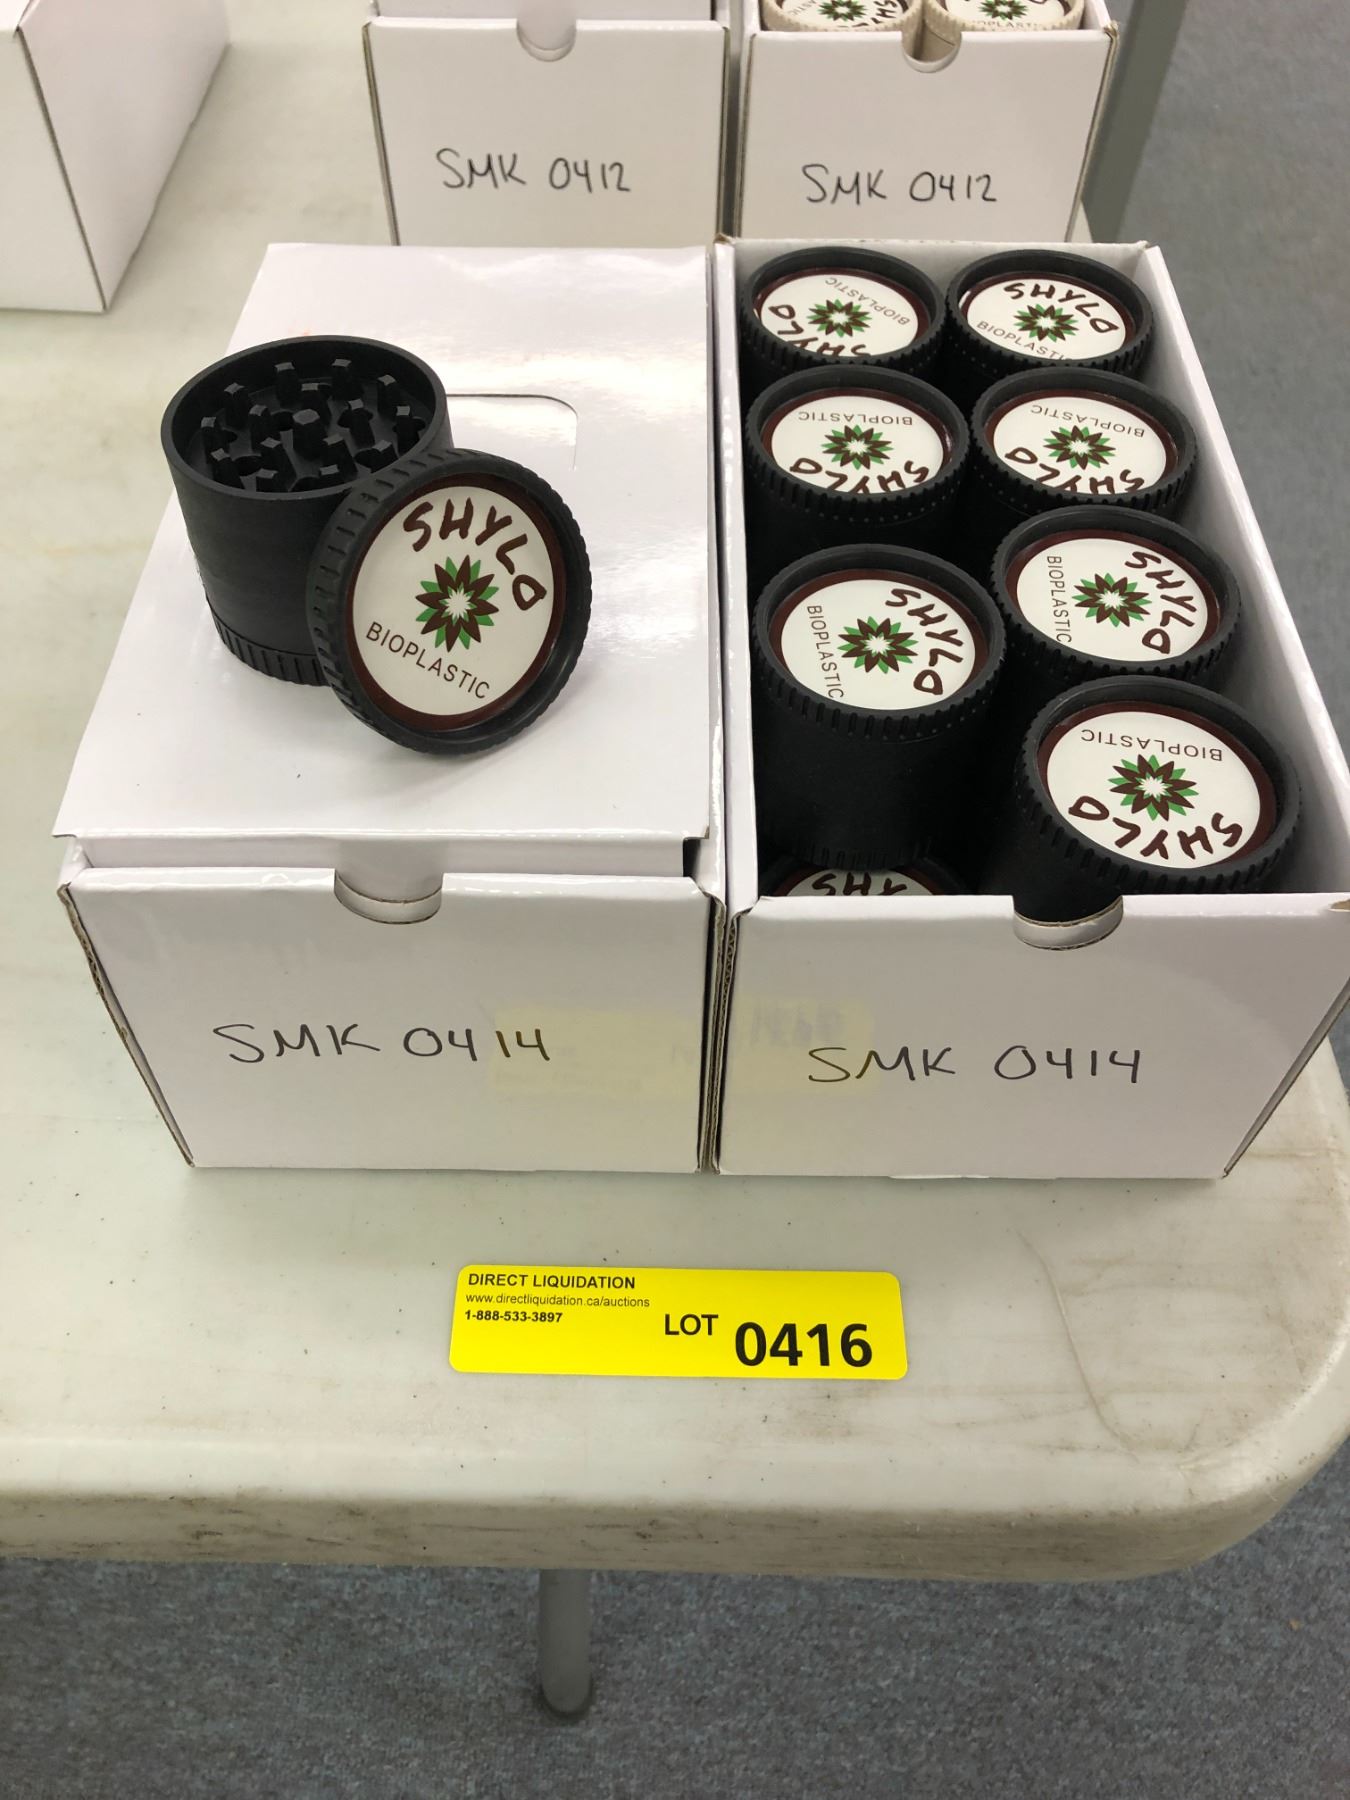 SMK 0412
SMK 0412
SHYLO
BIOPLASTIC
BIOPLASTIC
SHYLO
SHYLO
BIOPLASTIC
BIOPLASTIC
SHYLO
BIOPLASTIC
SHYLO
SHYLO
BIOPLASTIC
SHYLO
BIOPLASTIC
BIOPLASTIC
SHYLO
SMK 0414
SMK 0414
DIRECT LIQUIDATION
www.directliquidation.ca/auctions
1-888-533-3897
LOT 0416